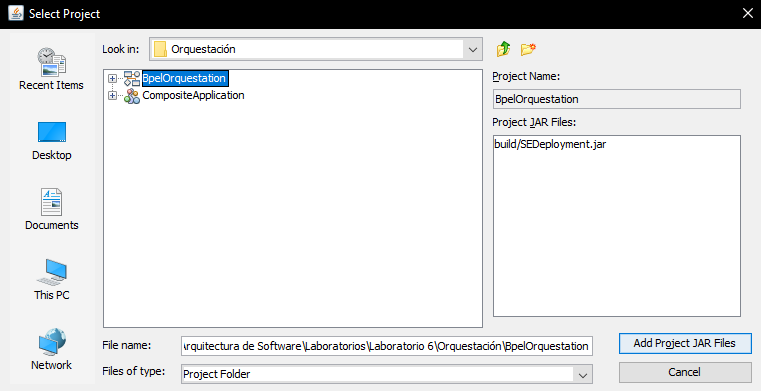 Select Project
Look in:
Orquestación
Recent Items
Desktop
Documents
This PC
Network
BpelOrquestation
CompositeApplication
Project Name:
BpelOrquestation
Project JAR Files:
build/SEDeployment.jar
File name:
rquitectura de Software\Laboratorios\Laboratorio 6\Orquestación\BpelOrquestation
Files of type:
Project Folder
Add Project JAR Files
Cancel